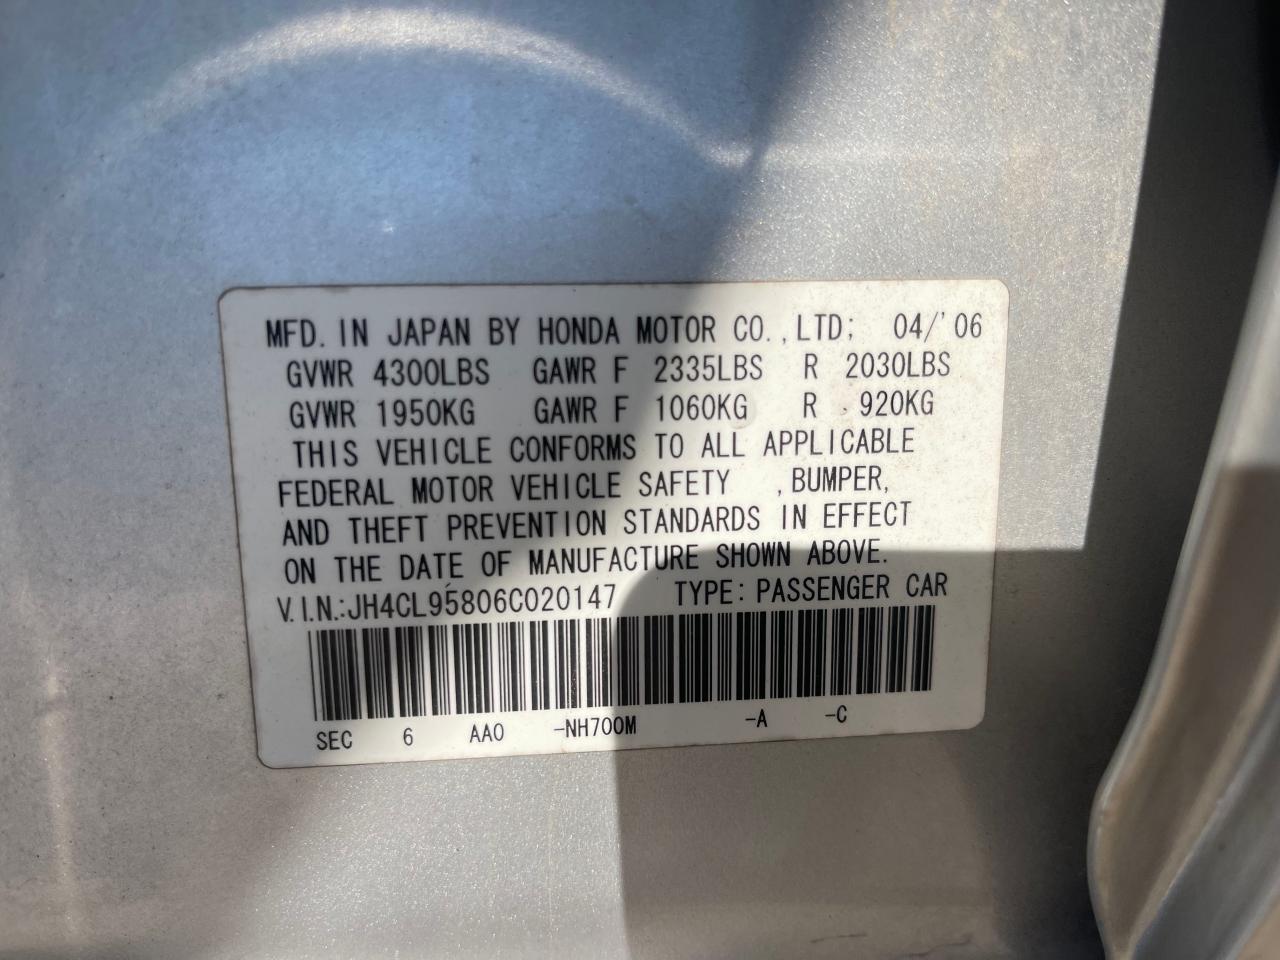 MFD. IN JAPAN BY HONDA MOTOR CO.,LTD; 04/'06
GVWR 4300LBS GAWR F 2335LBS R 2030LBS
GVWR 1950KG GAWR F 1060KG R 920KG
THIS VEHICLE CONFORMS TO ALL APPLICABLE
FEDERAL MOTOR VEHICLE SAFETY ,BUMPER,
AND THEFT PREVENTION STANDARDS IN EFFECT
ON THE DATE OF MANUFACTURE SHOWN ABOVE.
V.I.N.:JH4CL95806C020147 TYPE: PASSENGER CAR
SEC 6 AA0 -NH700M -A -C